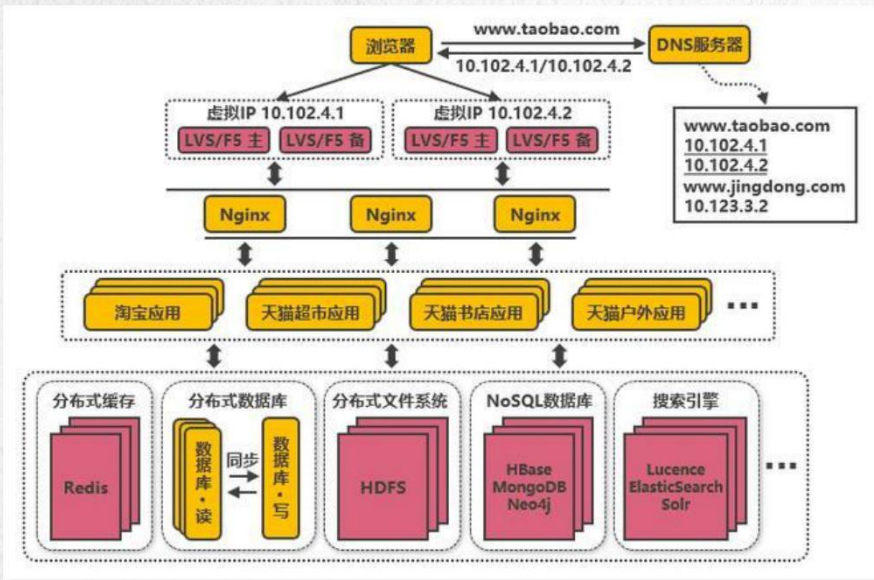 www.taobao.com
浏览器
DNS服务器
10.102.4.1/10.102.4.2
虚拟IP 10.102.4.1
虚拟IP 10.102.4.2
LVS/F5 主
LVS/F5 备
LVS/F5 主
LVS/F5 备
www.taobao.com
10.102.4.1
10.102.4.2
www.jingdong.com
10.123.3.2
Nginx
Nginx
Nginx
淘宝应用
天猫超市应用
天猫书店应用
天猫户外应用
分布式缓存
分布式数据库
分布式文件系统
NoSQL数据库
搜索引擎
Redis
数据库·读
同步
数据库·写
HDFS
HBase
MongoDB
Neo4j
Lucence
ElasticSearch
Solr